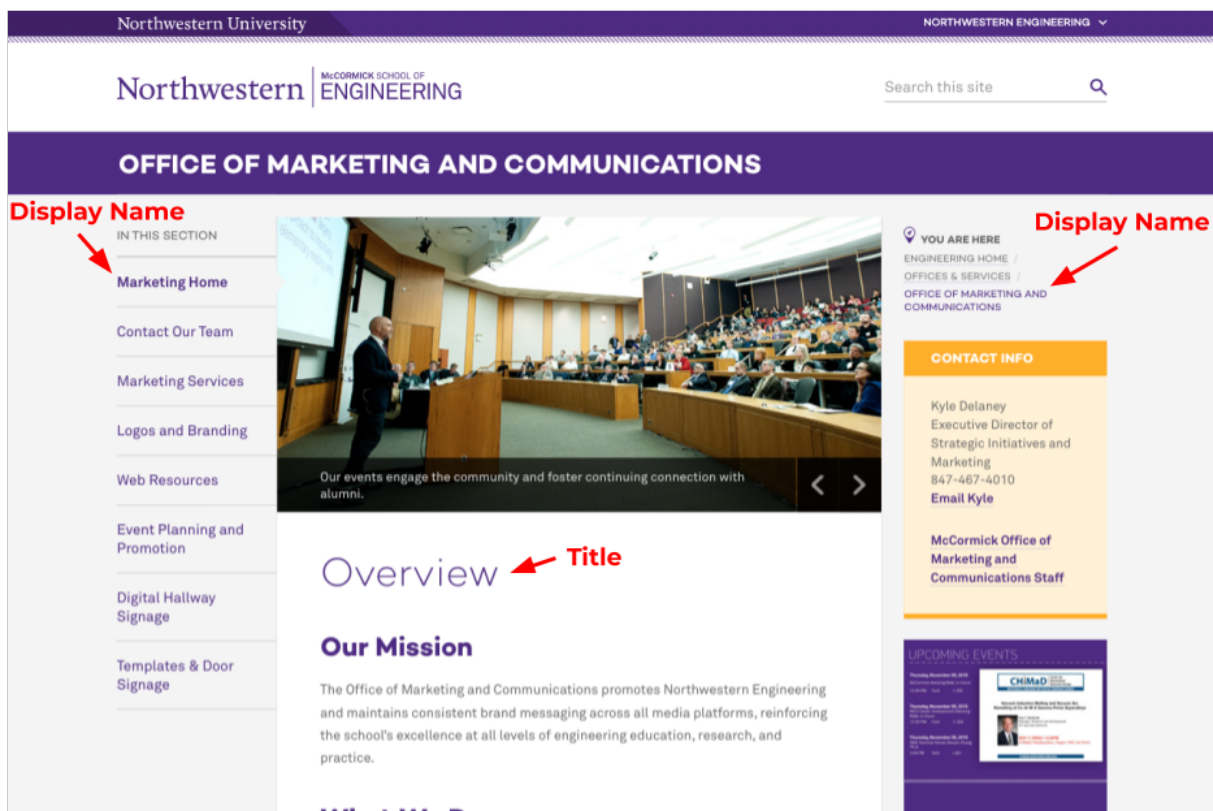 Northwestern University
NORTHWESTERN ENGINEERING
Northwestern
McCORMICK SCHOOL OF
ENGINEERING
Search this site
OFFICE OF MARKETING AND COMMUNICATIONS
Display Name
IN THIS SECTION
Marketing Home
Contact Our Team
Marketing Services
Logos and Branding
Web Resources
Event Planning and
Promotion
Digital Hallway
Signage
Templates & Door
Signage
Our events engage the community and foster continuing connection with
alumni.
Overview
Title
Our Mission
The Office of Marketing and Communications promotes Northwestern Engineering
and maintains consistent brand messaging across all media platforms, reinforcing
the school's excellence at all levels of engineering education, research, and
practice.
Display Name
YOU ARE HERE
ENGINEERING HOME /
OFFICES & SERVICES /
OFFICE OF MARKETING AND
COMMUNICATIONS
CONTACT INFO
Kyle Delaney
Executive Director of
Strategic Initiatives and
Marketing
847-467-4010
Email Kyle
McCormick Office of
Marketing and
Communications Staff
UPCOMING EVENTS
CHiMaD